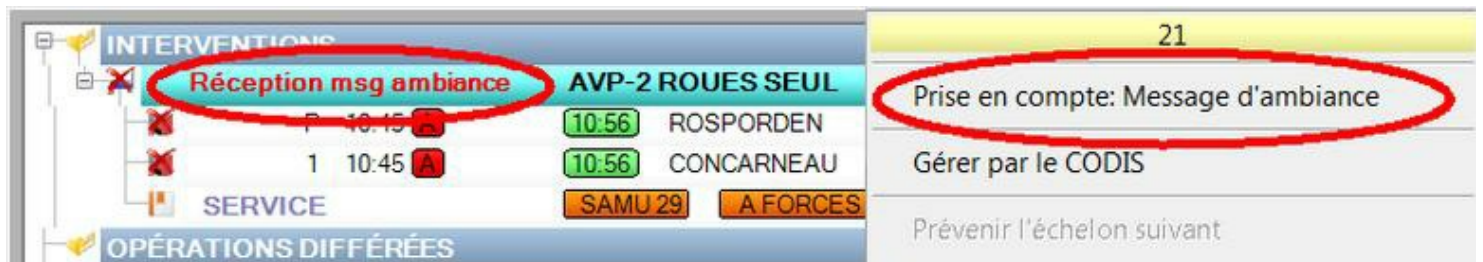 INTERVENTIONS
Réception msg ambiance AVP-2 ROUES SEUL
P 10:45 A 10:56 ROSPORDEN
1 10:45 A 10:56 CONCARNEAU
SERVICE SAMU 29 A FORCES
OPÉRATIONS DIFFÉRÉES
21
Prise en compte: Message d'ambiance
Gérer par le CODIS
Prévenir l'échelon suivant